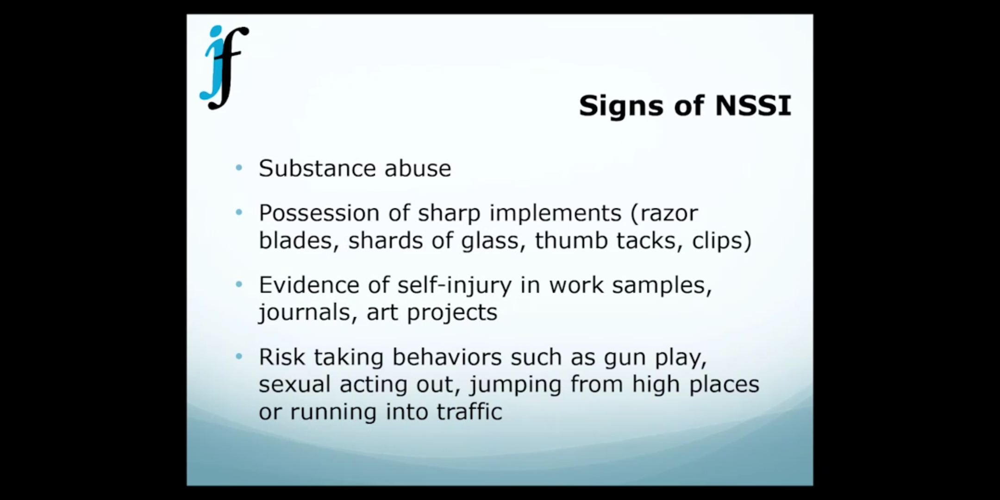 jf
Signs of NSSI
• Substance abuse
• Possession of sharp implements (razor
blades, shards of glass, thumb tacks, clips)
• Evidence of self-injury in work samples,
journals, art projects
• Risk taking behaviors such as gun play,
sexual acting out, jumping from high places
or running into traffic